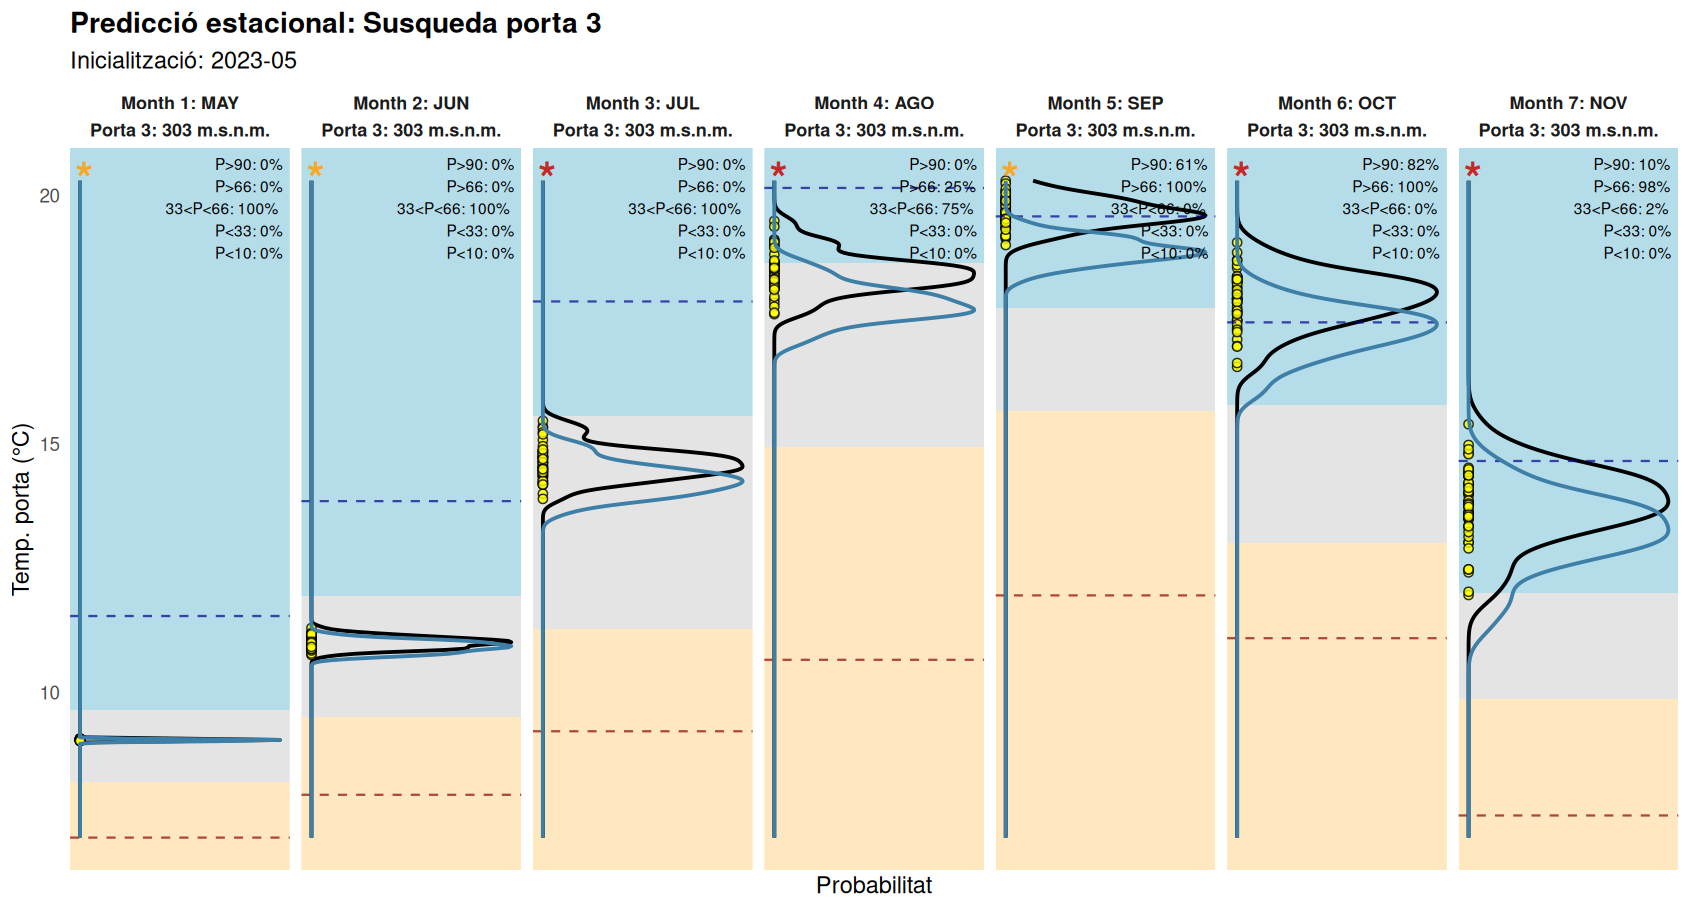 Predicció estacional: Susqueda porta 3
Inicialització: 2023-05
Month 1: MAY
Porta 3: 303 m.s.n.m.
Month 2: JUN
Porta 3: 303 m.s.n.m.
Month 3: JUL
Porta 3: 303 m.s.n.m.
Month 4: AGO
Porta 3: 303 m.s.n.m.
Month 5: SEP
Porta 3: 303 m.s.n.m.
Month 6: OCT
Porta 3: 303 m.s.n.m.
Month 7: NOV
Porta 3: 303 m.s.n.m.
*
P>90: 0%
P>66: 0%
33<P<66: 100%
P<33: 0%
P<10: 0%
*
P>90: 0%
P>66: 0%
33<P<66: 100%
P<33: 0%
P<10: 0%
*
P>90: 0%
P>66: 0%
33<P<66: 100%
P<33: 0%
P<10: 0%
*
P>90: 0%
P>66: 25%
33<P<66: 75%
P<33: 0%
P<10: 0%
*
P>90: 61%
P>66: 100%
33<P<66: 0%
P<33: 0%
P<10: 0%
*
P>90: 82%
P>66: 100%
33<P<66: 0%
P<33: 0%
P<10: 0%
*
P>90: 10%
P>66: 98%
33<P<66: 2%
P<33: 0%
P<10: 0%
20
15
10
Temp. porta (°C)
Probabilitat